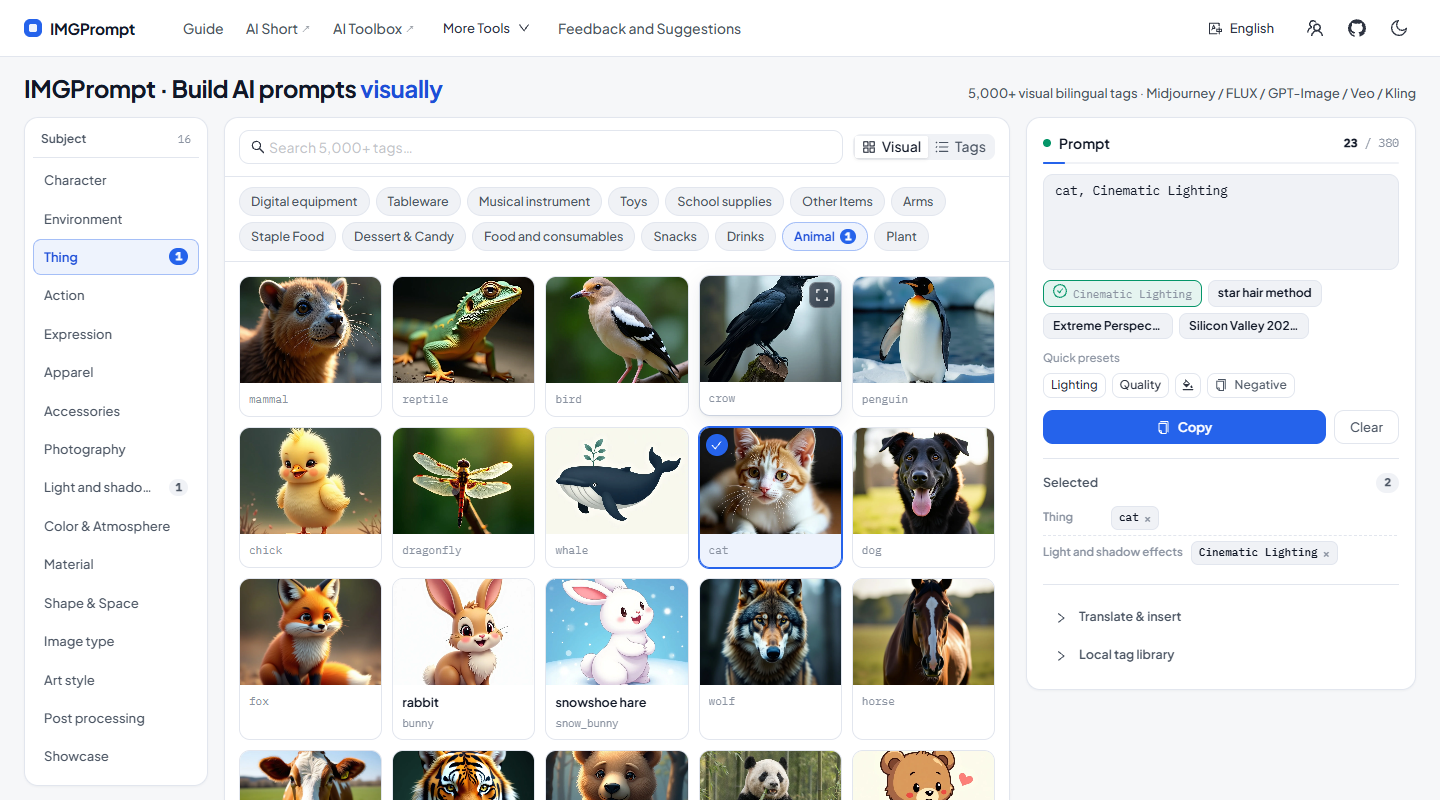 IMGPrompt
Guide
AI Short ↗
AI Toolbox ↗
More Tools
Feedback and Suggestions
English
IMGPrompt · Build AI prompts visually
5,000+ visual bilingual tags · Midjourney / FLUX / GPT-Image / Veo / Kling
Subject 16
Character
Environment
Thing 1
Action
Expression
Apparel
Accessories
Photography
Light and shado... 1
Color & Atmosphere
Material
Shape & Space
Image type
Art style
Post processing
Showcase
Search 5,000+ tags...
Visual
Tags
Digital equipment
Tableware
Musical instrument
Toys
School supplies
Other Items
Arms
Staple Food
Dessert & Candy
Food and consumables
Snacks
Drinks
Animal 1
Plant
mammal
reptile
bird
crow
penguin
chick
dragonfly
whale
cat
dog
fox
rabbit
bunny
snowshoe hare
snow_bunny
wolf
horse
Prompt
23 / 380
cat, Cinematic Lighting
Cinematic Lighting
star hair method
Extreme Perspec...
Silicon Valley 202...
Quick presets
Lighting
Quality
Negative
Copy
Clear
Selected 2
Thing
cat ×
Light and shadow effects
Cinematic Lighting ×
Translate & insert
Local tag library